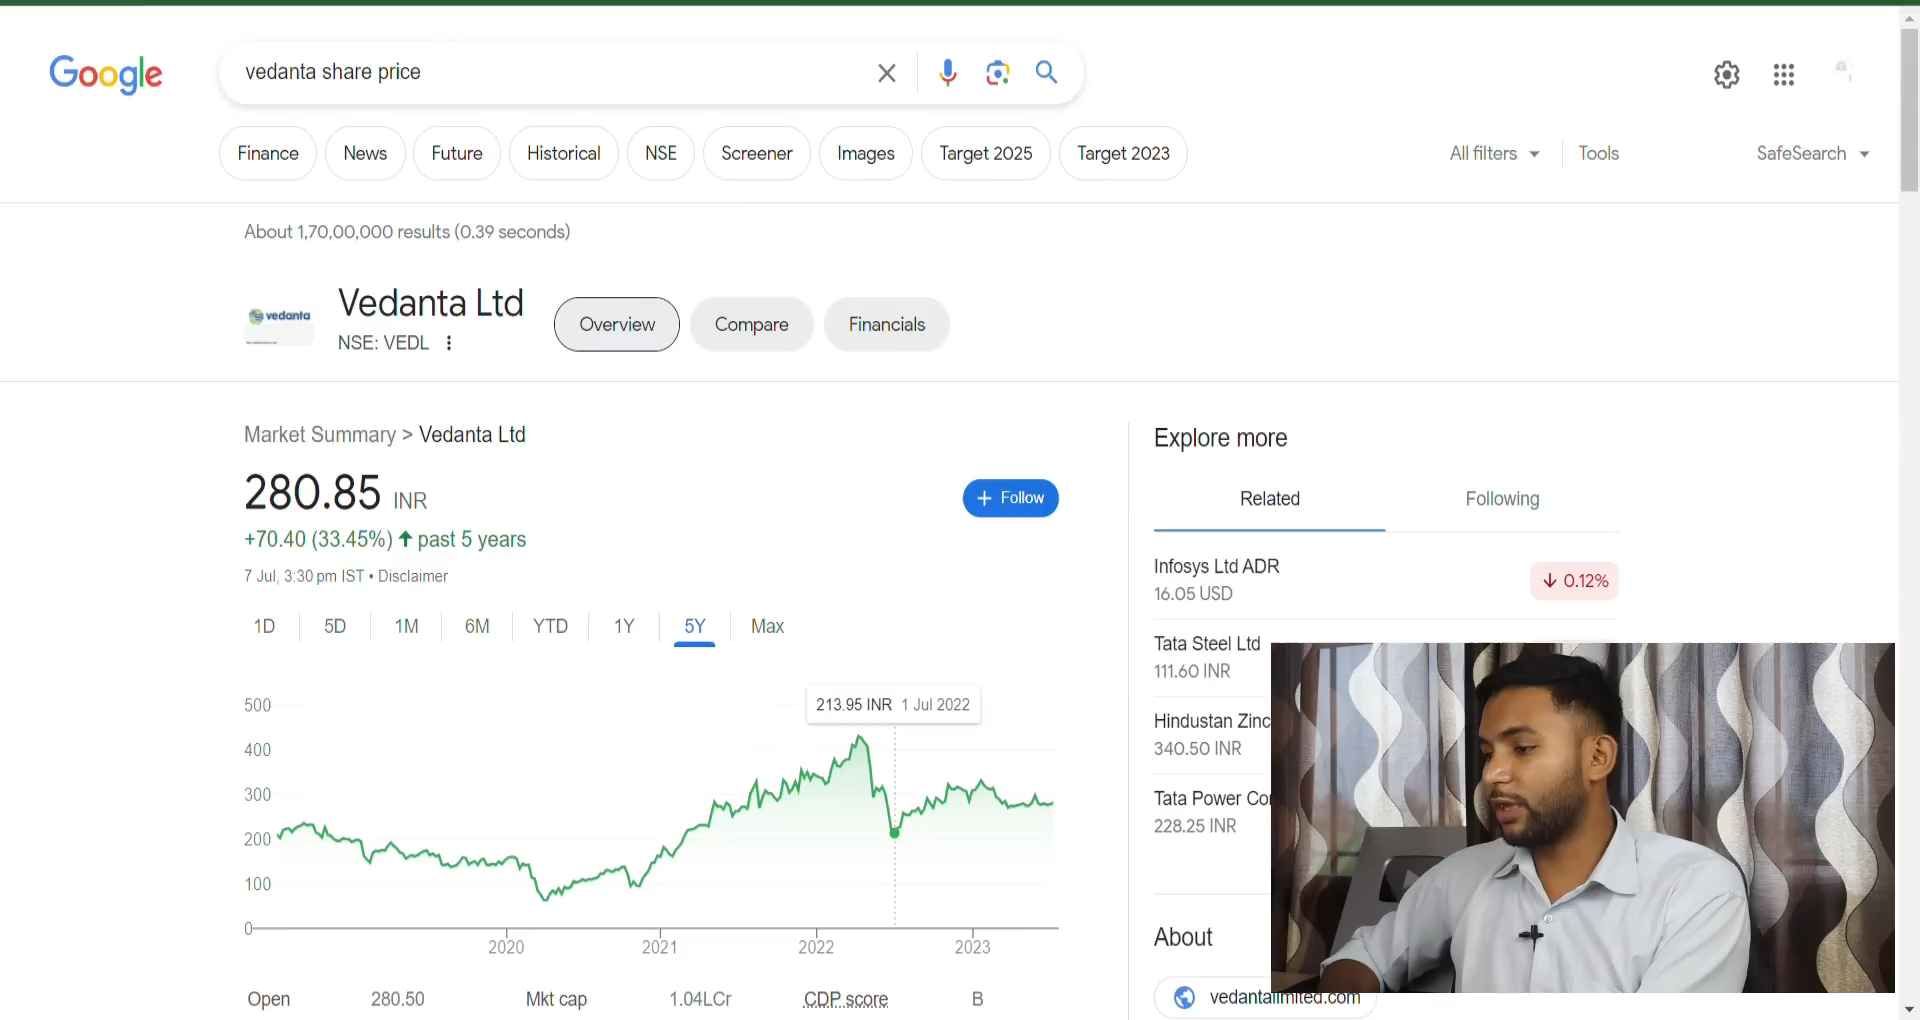 Google
vedanta share price
Finance
News
Future
Historical
NSE
Screener
Images
Target 2025
Target 2023
All filters
Tools
SafeSearch
About 1,70,00,000 results (0.39 seconds)
vedanta
Vedanta Ltd
NSE: VEDL
Overview
Compare
Financials
Market Summary > Vedanta Ltd
280.85 INR
+ Follow
+70.40 (33.45%) ↑ past 5 years
7 Jul, 3:30 pm IST • Disclaimer
1D
5D
1M
6M
YTD
1Y
5Y
Max
213.95 INR 1 Jul 2022
500
400
300
200
100
0
2020
2021
2022
2023
Open 280.50
Mkt cap 1.04LCr
CDP score B
Explore more
Related
Following
Infosys Ltd ADR
16.05 USD
↓ 0.12%
Tata Steel Ltd
111.60 INR
Hindustan Zinc
340.50 INR
Tata Power Co
228.25 INR
About
vedantalimited.com